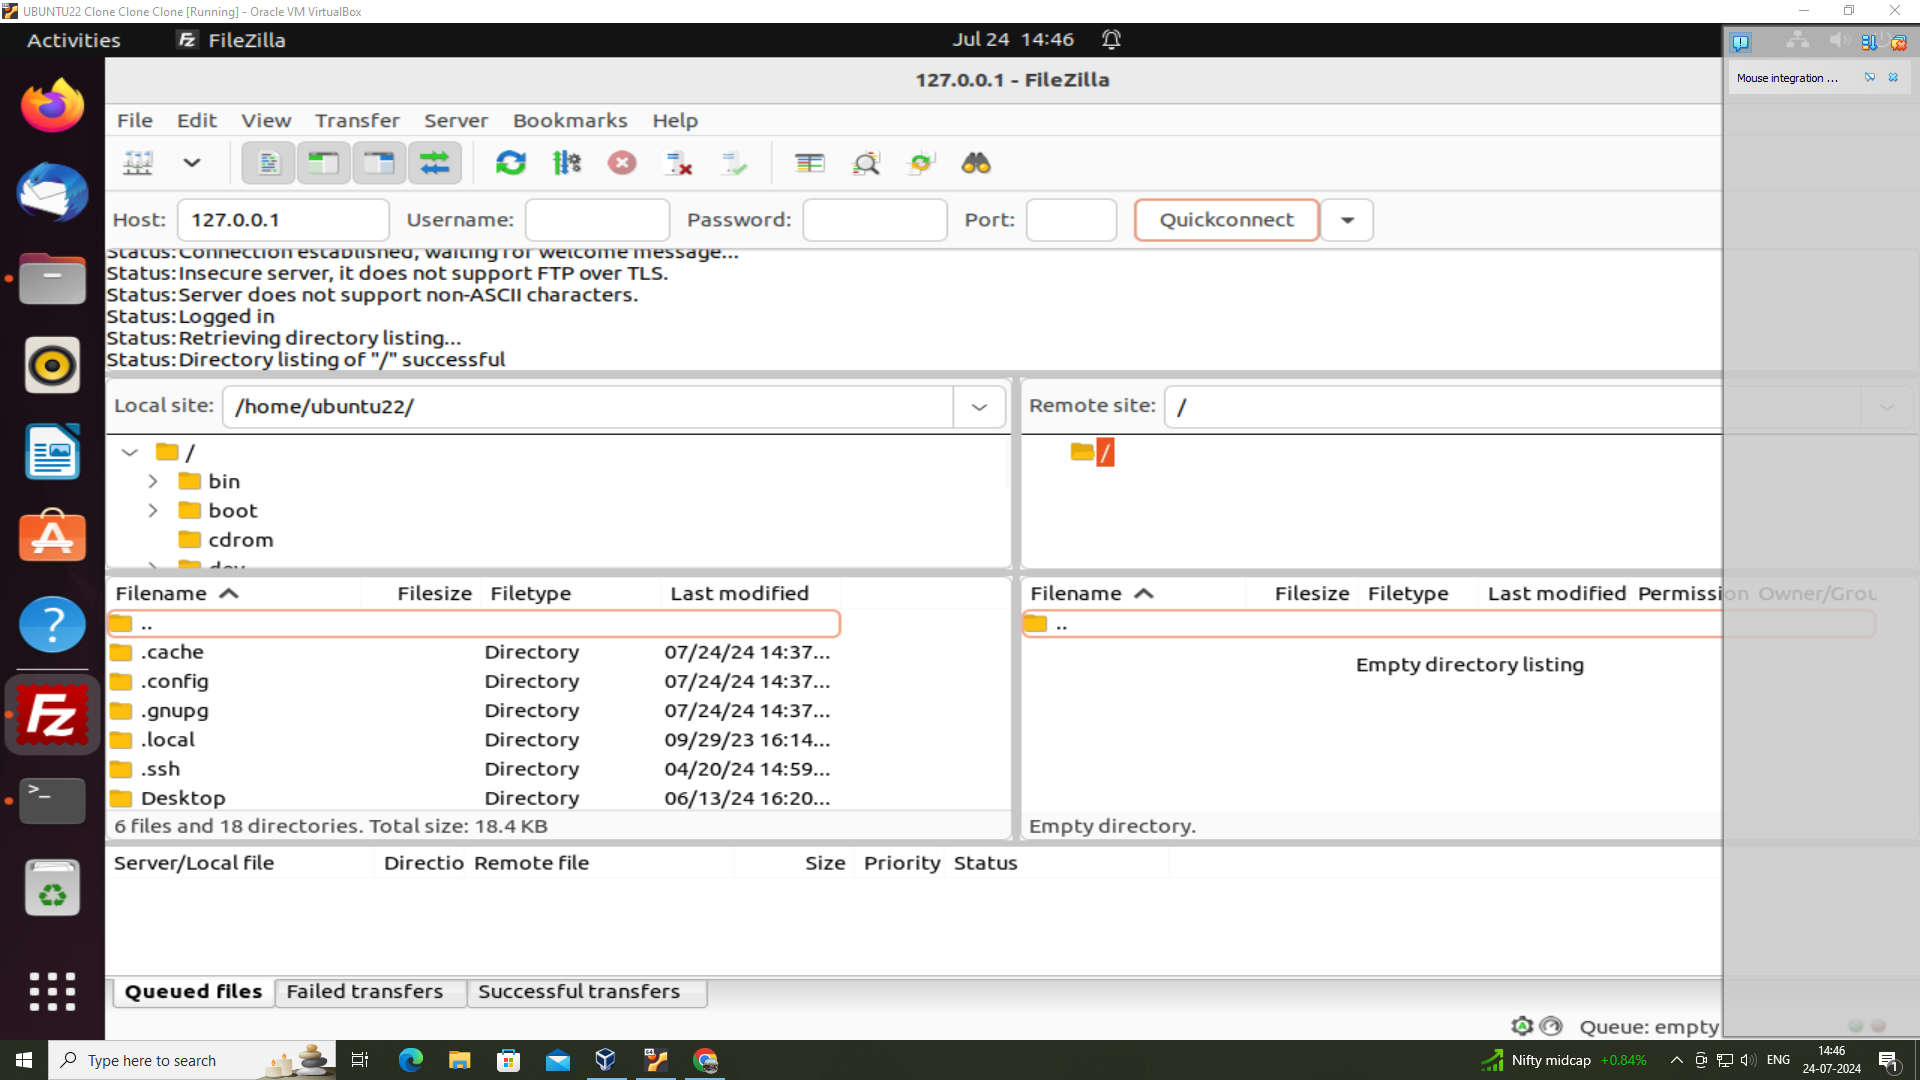 UBUNTU22 Clone Clone Clone [Running] - Oracle VM VirtualBox
Activities FileZilla Jul 24 14:46
Mouse integration ...
127.0.0.1 - FileZilla
File Edit View Transfer Server Bookmarks Help
Host: 127.0.0.1 Username: Password: Port: Quickconnect
Status:Connection established, waiting for welcome message...
Status:Insecure server, it does not support FTP over TLS.
Status:Server does not support non-ASCII characters.
Status:Logged in
Status:Retrieving directory listing...
Status:Directory listing of "/" successful
Local site: /home/ubuntu22/
Remote site: /
/
bin
boot
cdrom
dev
/
Filename Filesize Filetype Last modified
..
.cache Directory 07/24/24 14:37...
.config Directory 07/24/24 14:37...
.gnupg Directory 07/24/24 14:37...
.local Directory 09/29/23 16:14...
.ssh Directory 04/20/24 14:59...
Desktop Directory 06/13/24 16:20...
6 files and 18 directories. Total size: 18.4 KB
Filename Filesize Filetype Last modified Permission Owner/Grou
..
Empty directory listing
Empty directory.
Server/Local file Directio Remote file Size Priority Status
Queued files Failed transfers Successful transfers
Queue: empty
Type here to search
Nifty midcap +0.84%
ENG
14:46
24-07-2024
1